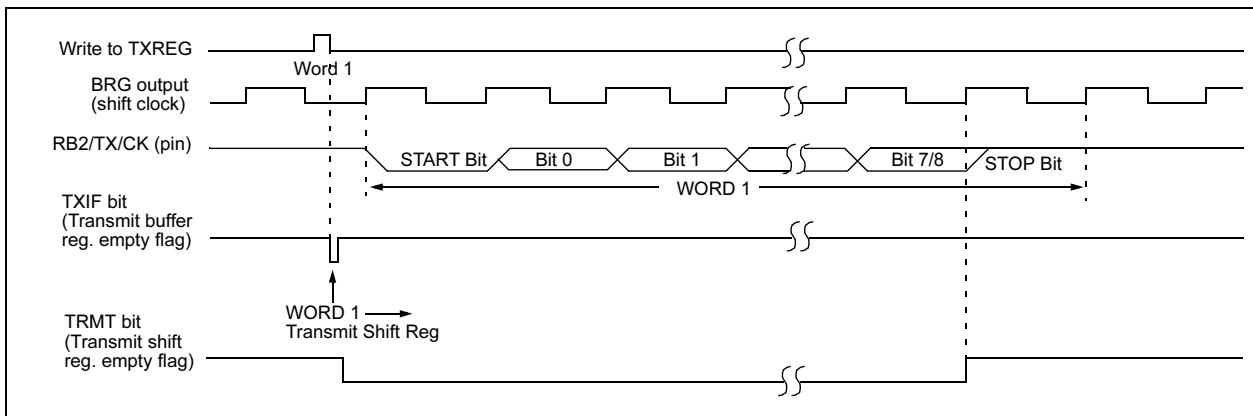 Write to TXREG
Word 1
BRG output
(shift clock)
RB2/TX/CK (pin)
START Bit
Bit 0
Bit 1
Bit 7/8
STOP Bit
WORD 1
TXIF bit
(Transmit buffer
reg. empty flag)
WORD 1
Transmit Shift Reg
TRMT bit
(Transmit shift
reg. empty flag)